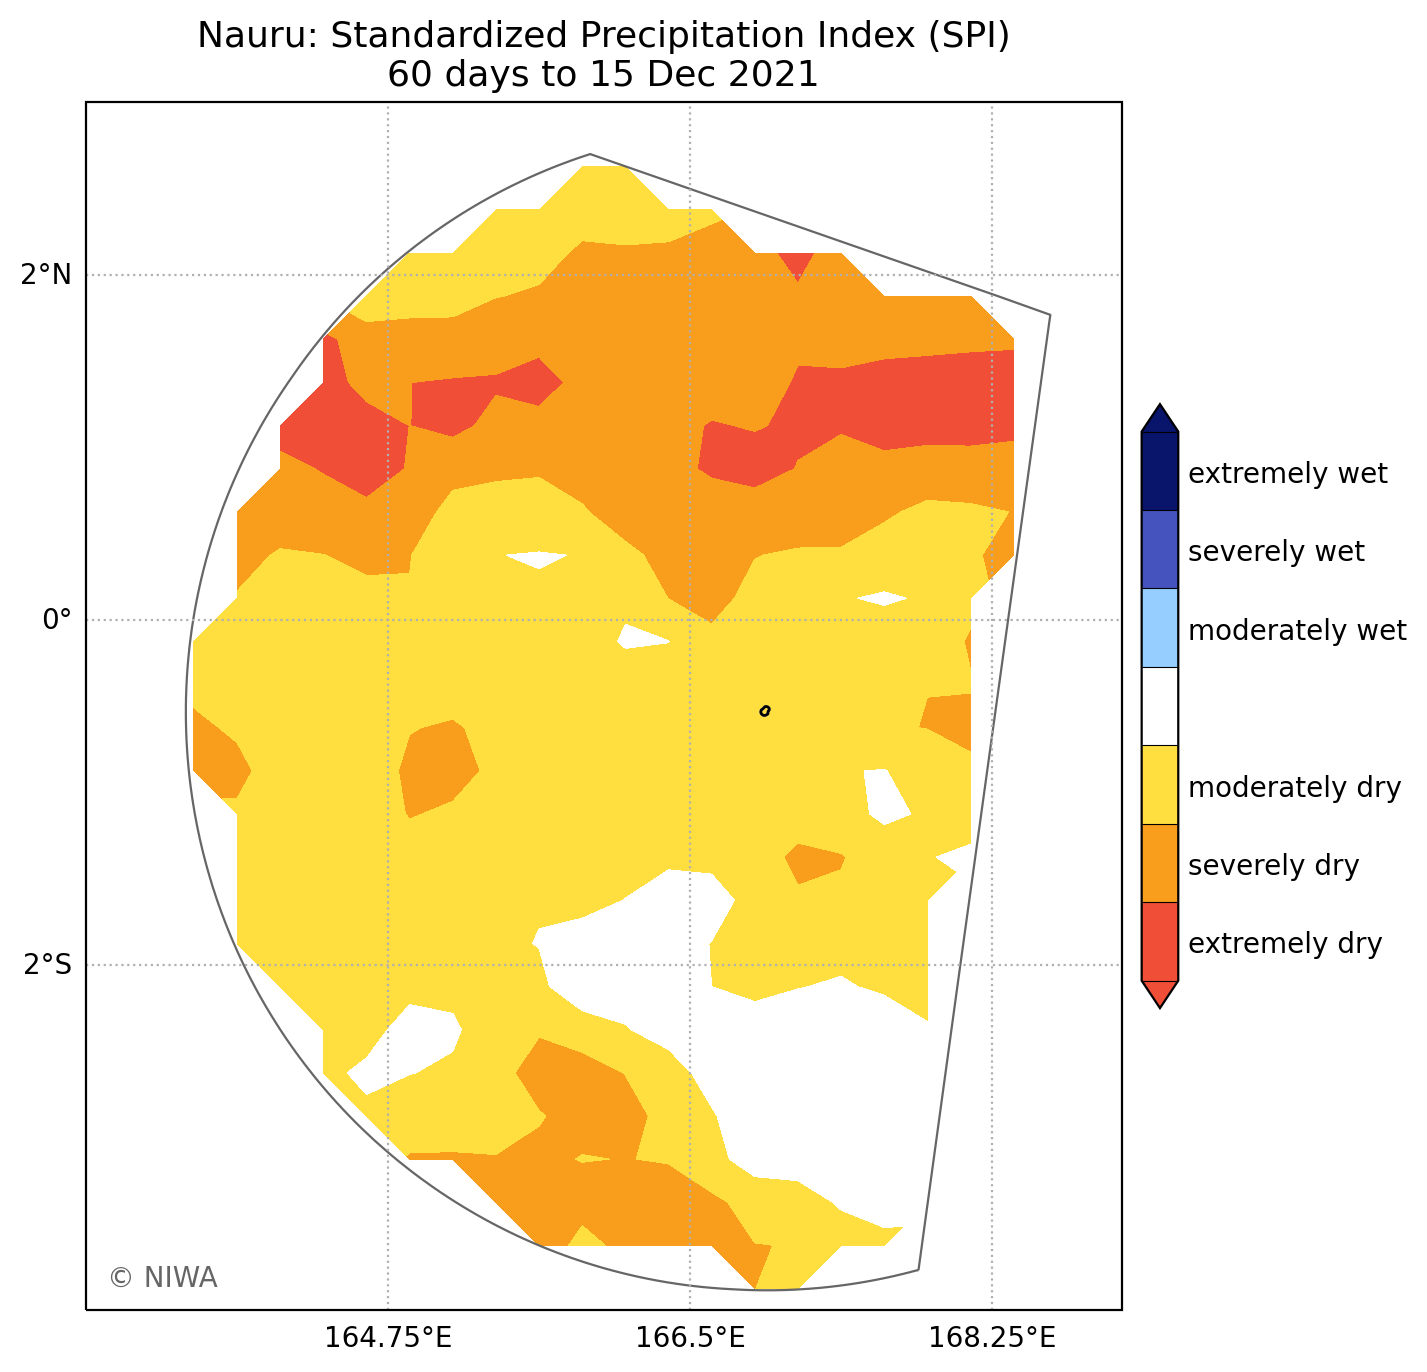 Nauru: Standardized Precipitation Index (SPI)
60 days to 15 Dec 2021
2°N
0°
2°S
164.75°E
166.5°E
168.25°E
© NIWA
extremely wet
severely wet
moderately wet
moderately dry
severely dry
extremely dry